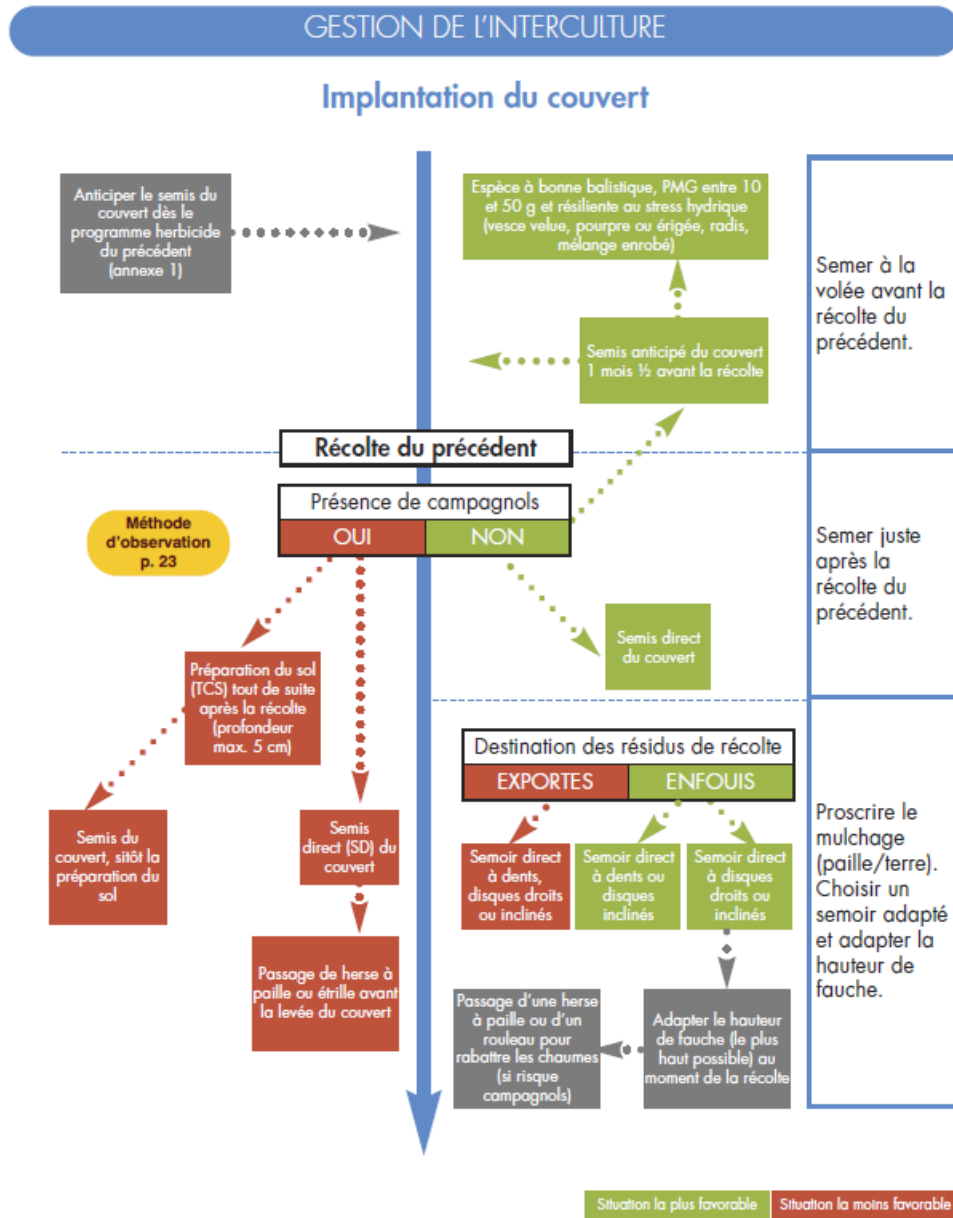 GESTION DE L'INTERCULTURE
Implantation du couvert
Anticiper le semis du
couvert dès le
programme herbicide
du précédent
(annexe 1)
Espèce à bonne balistique, PMG entre 10
et 50 g et résiliente au stress hydrique
(vesce velue, pourpre ou érigée, radis,
mélange enrobé)
Semis anticipé du couvert
1 mois ½ avant la récolte
Semer à la
volée avant la
récolte du
précédent.
Récolte du précédent
Présence de campagnols
OUI
NON
Méthode
d'observation
p. 23
Semer juste
après la
récolte du
précédent.
Semis direct
du couvert
Préparation du sol
(TCS) tout de suite
après la récolte
(profondeur
max. 5 cm)
Semis du
couvert, sitôt la
préparation du
sol
Semis
direct (SD) du
couvert
Passage de herse à
paille ou étrille avant
la levée du couvert
Destination des résidus de récolte
EXPORTES
ENFOUIS
Semoir direct
à dents,
disques droits
ou inclinés
Semoir direct
à dents ou
disques
inclinés
Semoir direct
à disques
droits ou
inclinés
Passage d'une herse
à paille ou d'un
rouleau pour
rabattre les chaumes
(si risque
campagnols)
Adapter le hauteur
de fauche (le plus
haut possible) au
moment de la récolte
Proscrire le
mulchage
(paille/terre).
Choisir un
semoir adapté
et adapter la
hauteur de
fauche.
Situation la plus favorable
Situation la moins favorable